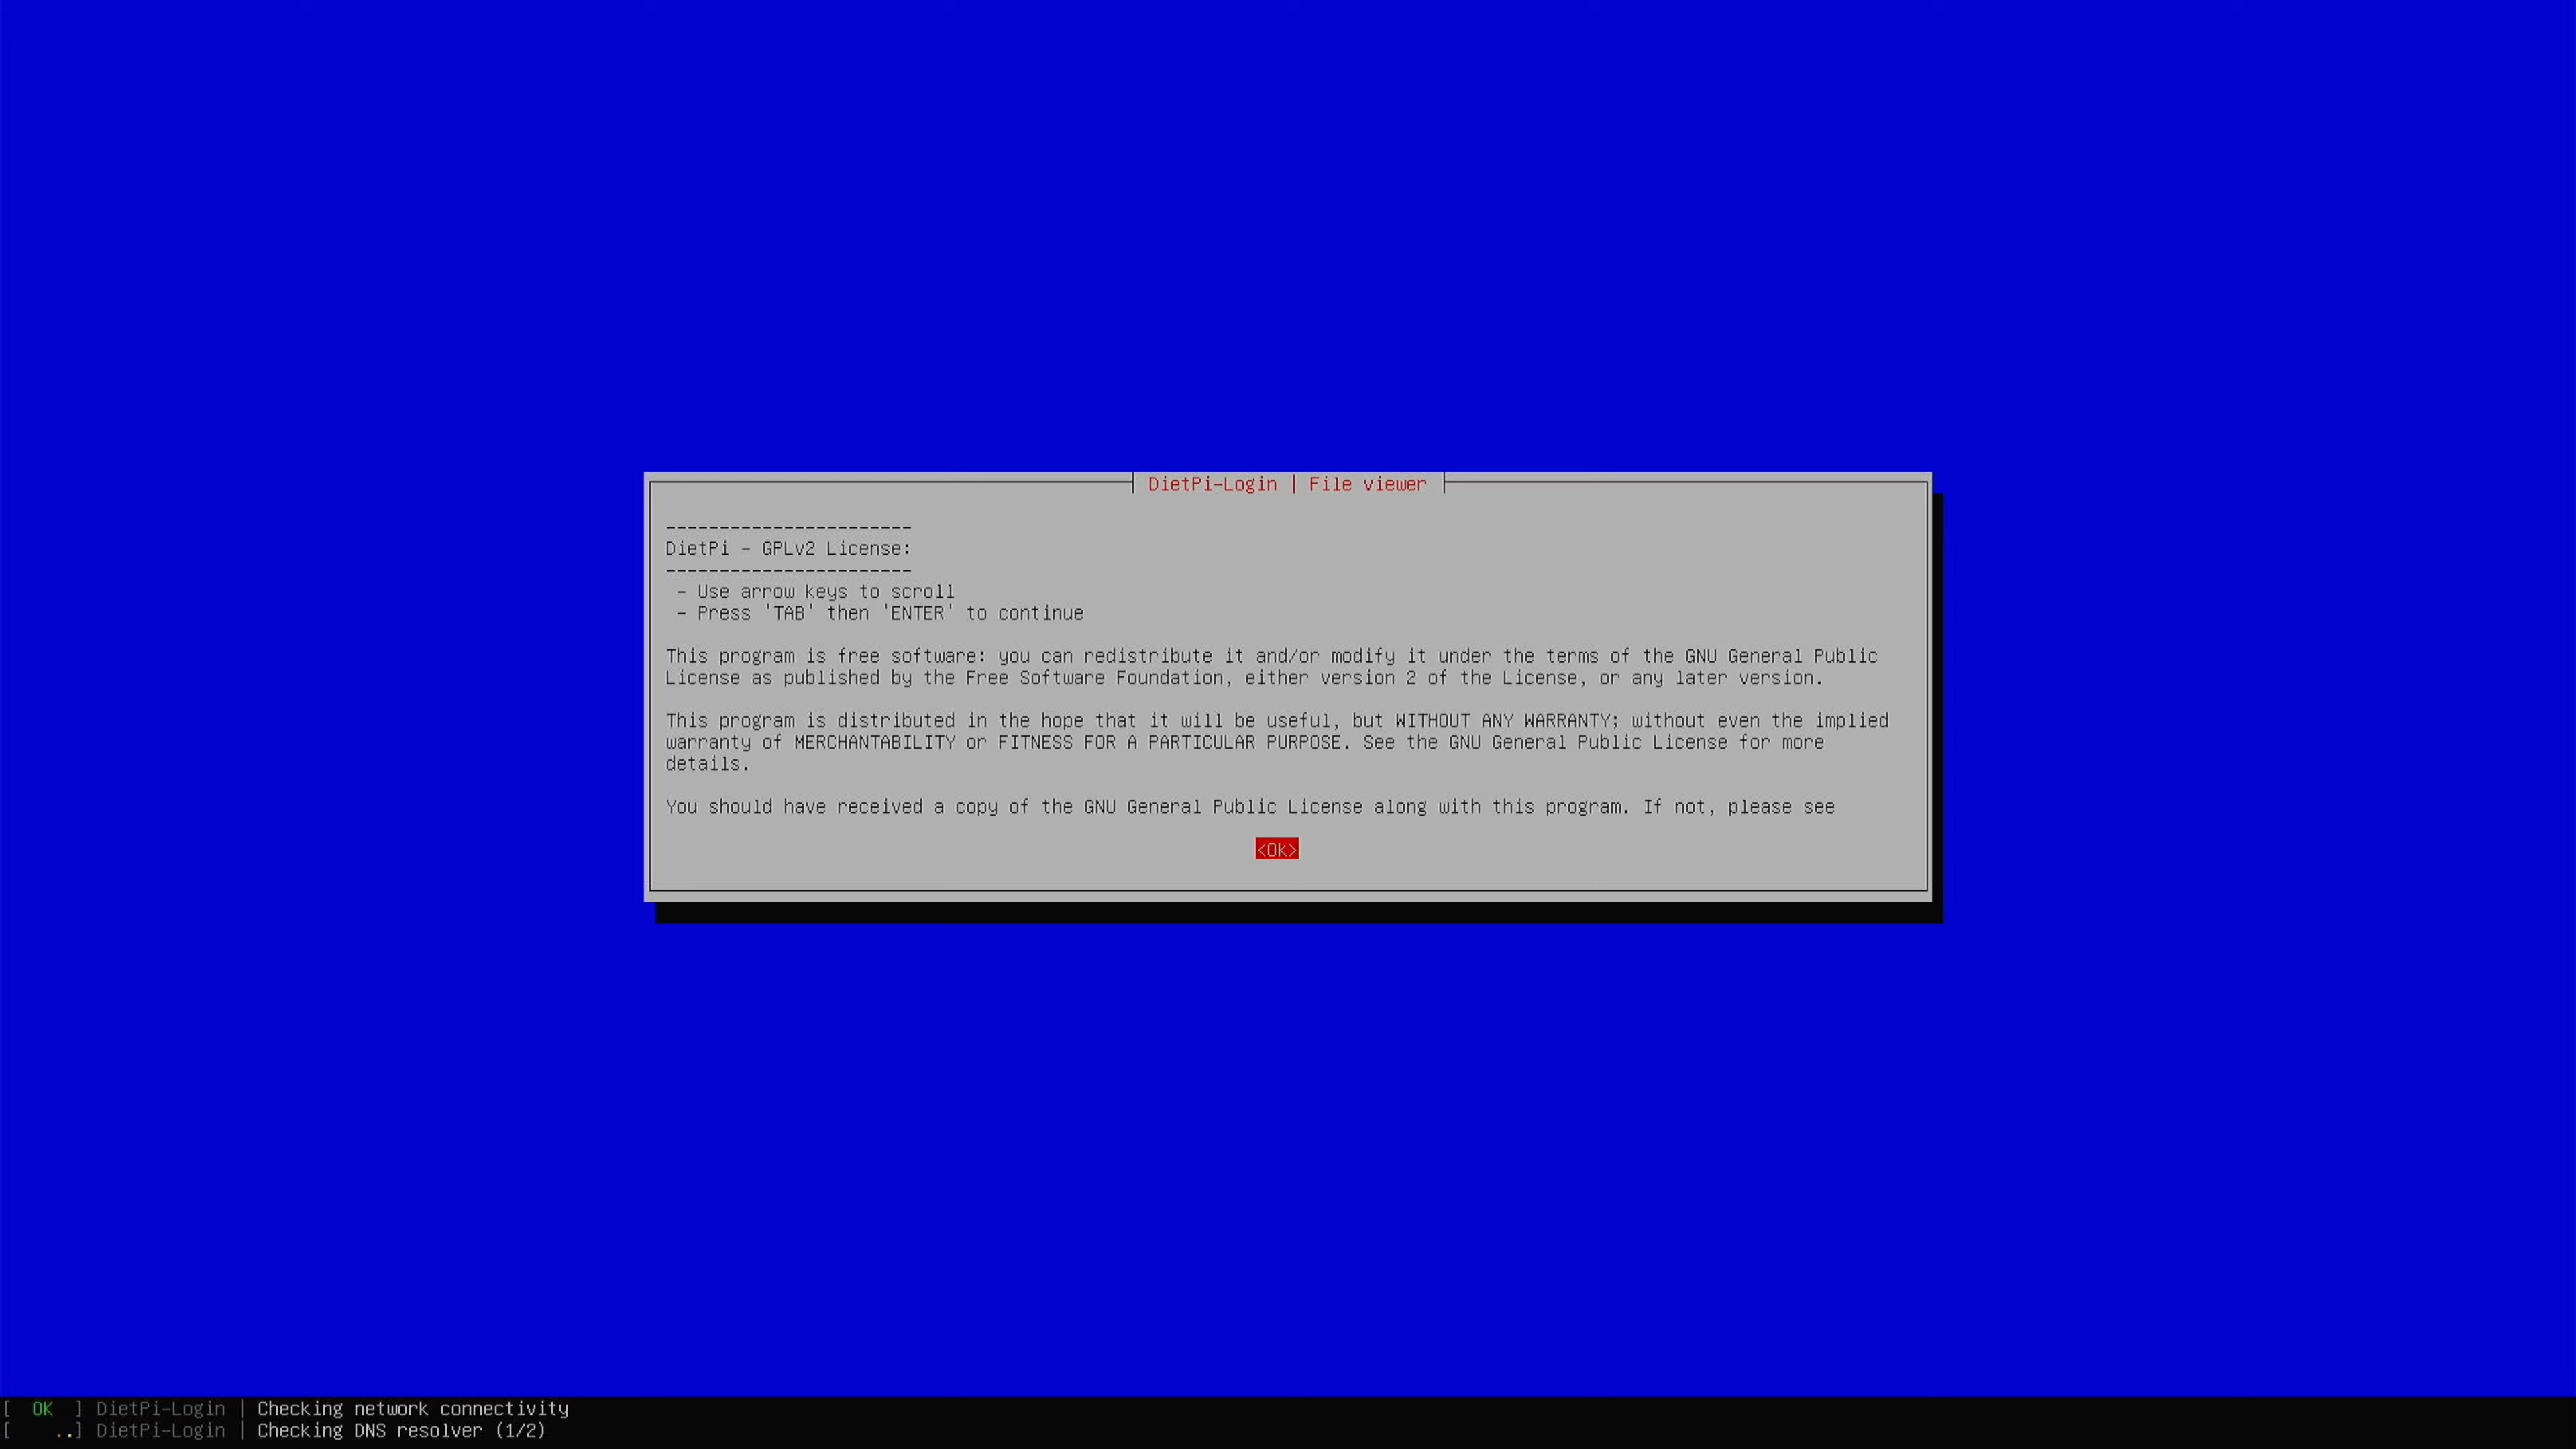 DietPi-Login | File viewer
-----------------------
DietPi - GPLv2 License:
-----------------------
 - Use arrow keys to scroll
 - Press 'TAB' then 'ENTER' to continue
This program is free software: you can redistribute it and/or modify it under the terms of the GNU General Public
License as published by the Free Software Foundation, either version 2 of the License, or any later version.
This program is distributed in the hope that it will be useful, but WITHOUT ANY WARRANTY; without even the implied
warranty of MERCHANTABILITY or FITNESS FOR A PARTICULAR PURPOSE. See the GNU General Public License for more
details.
You should have received a copy of the GNU General Public License along with this program. If not, please see
<Ok>
[  OK  ] DietPi-Login | Checking network connectivity
[    ..] DietPi-Login | Checking DNS resolver (1/2)